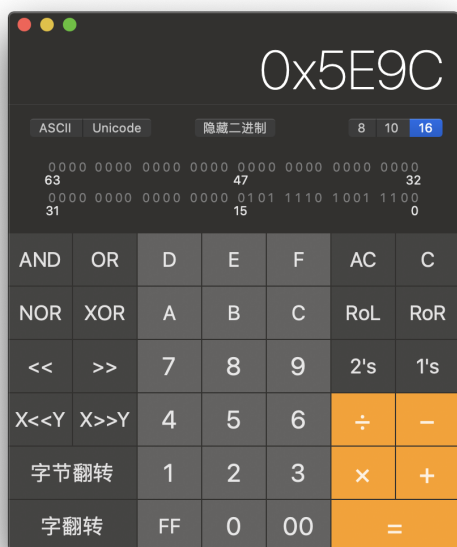 0x5E9C
ASCII Unicode 隐藏二进制 8 10 16
0000 0000 0000 0000 0000 0000 0000 0000
63 47 32
0000 0000 0000 0000 0101 1110 1001 1100
31 15 0
AND OR D E F AC C
NOR XOR A B C RoL RoR
<< >> 7 8 9 2's 1's
X<<Y X>>Y 4 5 6 ÷ −
字节翻转 1 2 3 × +
字翻转 FF 0 00 =